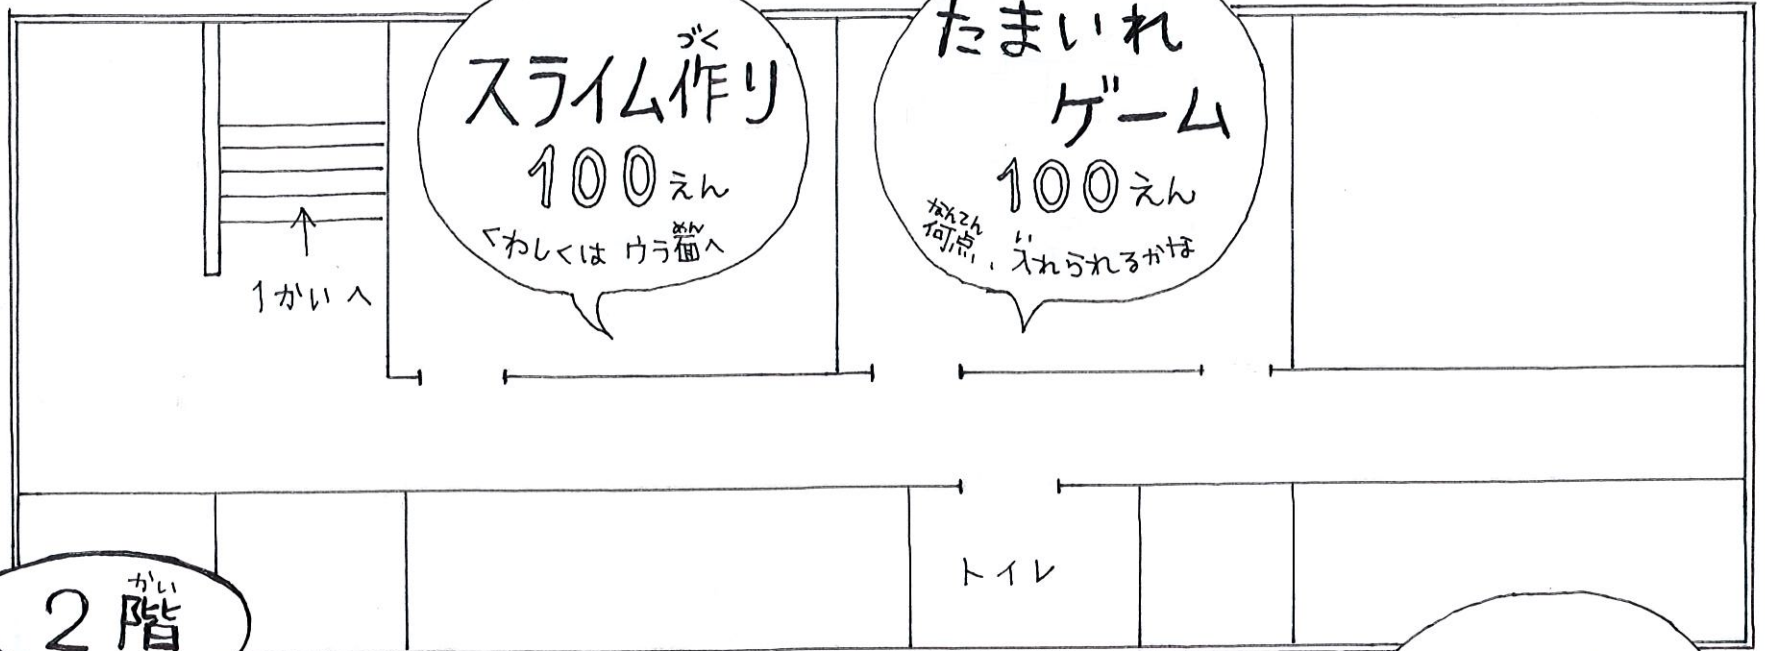 づく
スライム作り
100えん
めん
くわしくは ウラ面へ
たまいれ
ゲーム
100えん
なんてん い
何点、入れられるかな
1かいへ
トイレ
かい
2階